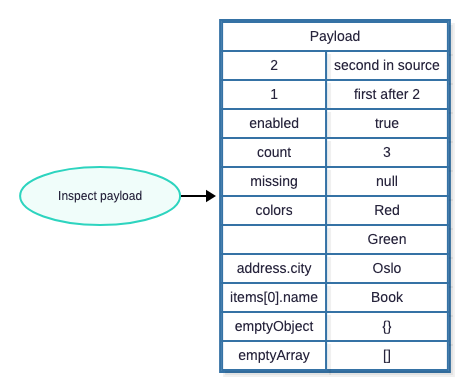 Inspect payload
Payload
2 second in source
1 first after 2
enabled true
count 3
missing null
colors Red
Green
address.city Oslo
items[0].name Book
emptyObject {}
emptyArray []